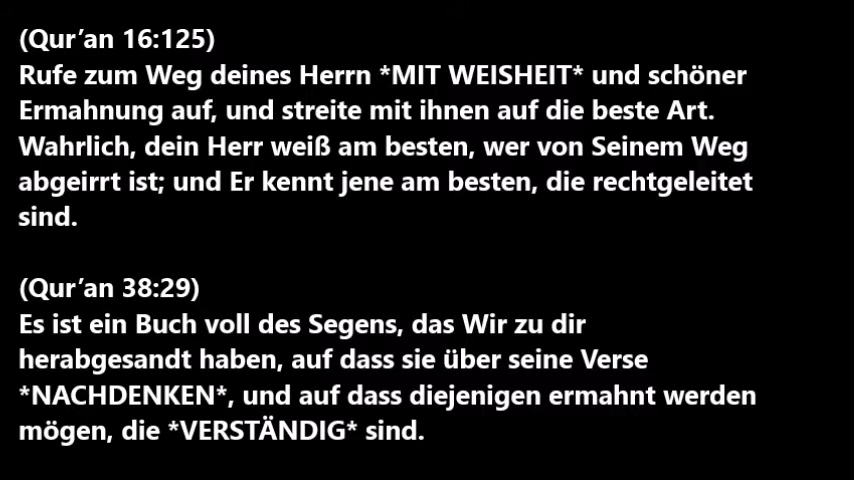 (Qur’an 16:125)
Rufe zum Weg deines Herrn *MIT WEISHEIT* und schöner
Ermahnung auf, und streite mit ihnen auf die beste Art.
Wahrlich, dein Herr weiß am besten, wer von Seinem Weg
abgeirrt ist; und Er kennt jene am besten, die rechtgeleitet
sind.
(Qur’an 38:29)
Es ist ein Buch voll des Segens, das Wir zu dir
herabgesandt haben, auf dass sie über seine Verse
*NACHDENKEN*, und auf dass diejenigen ermahnt werden
mögen, die *VERSTÄNDIG* sind.